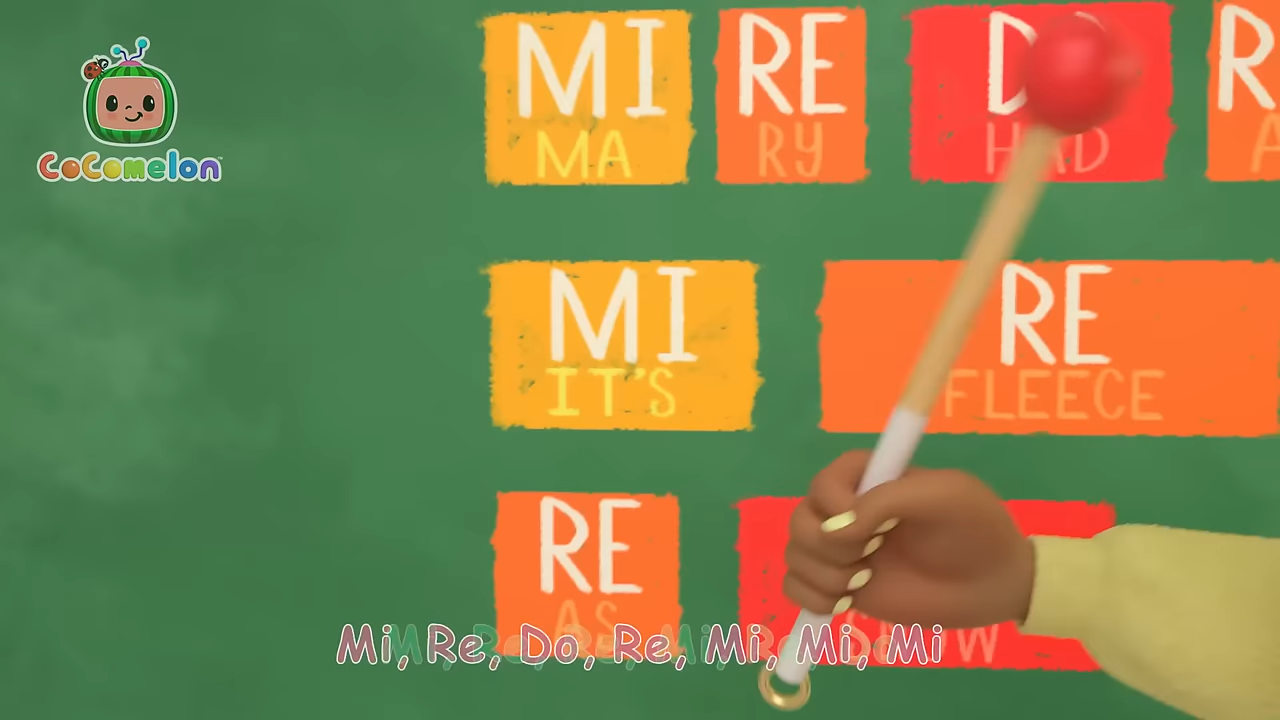 CoComelon
MI RE D R
MA RY HAD A
MI RE
IT'S FLEECE
RE
AS
Mi, Re, Do, Re, Mi, Mi, Mi